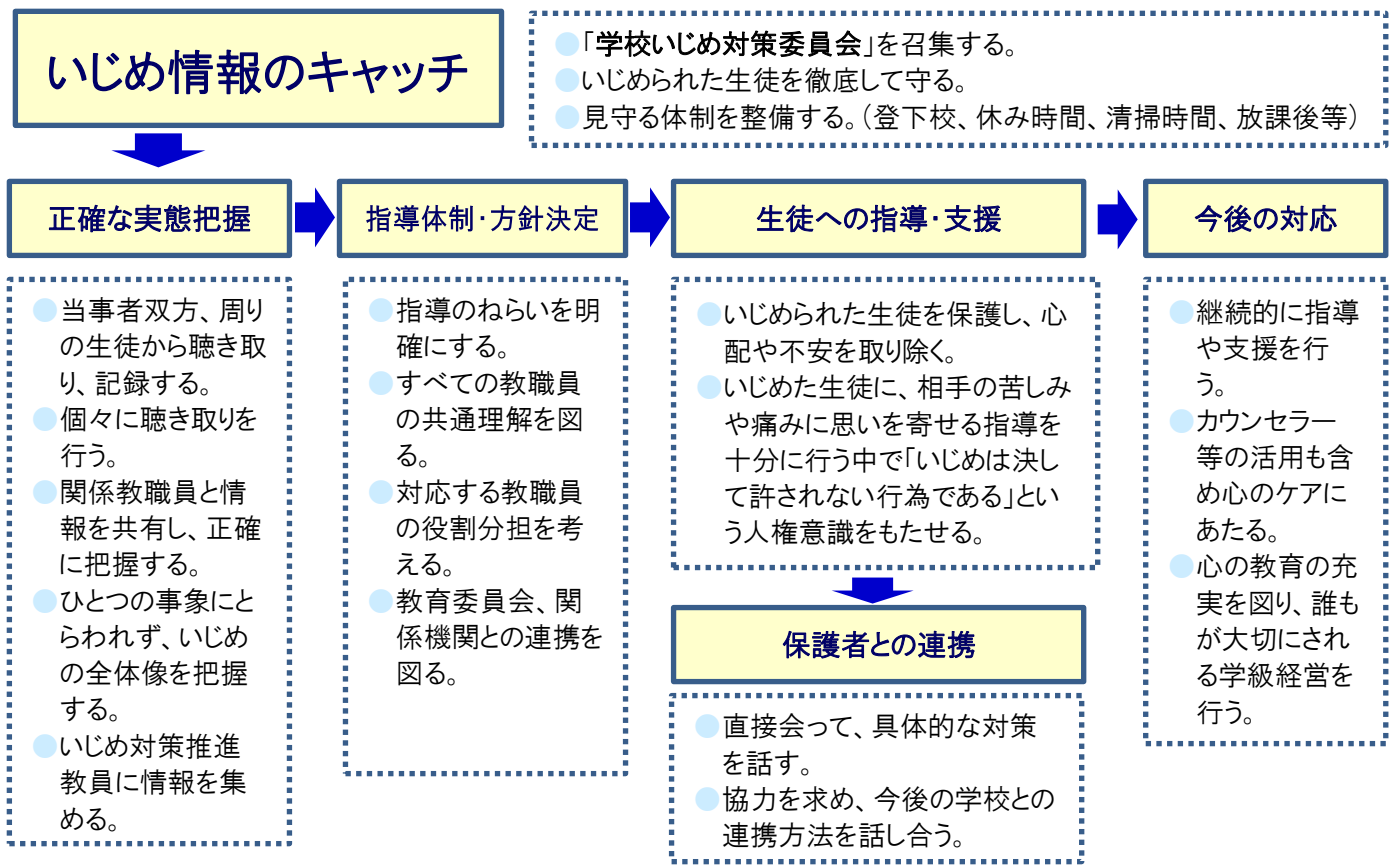 いじめ情報のキャッチ
●「学校いじめ対策委員会」を召集する。
●いじめられた生徒を徹底して守る。
●見守る体制を整備する。(登下校、休み時間、清掃時間、放課後等)
正確な実態把握
●当事者双方、周り
の生徒から聴き取
り、記録する。
●個々に聴き取りを
行う。
●関係教職員と情
報を共有し、正確
に把握する。
●ひとつの事象にと
らわれず、いじめ
の全体像を把握
する。
●いじめ対策推進
教員に情報を集
める。
指導体制・方針決定
●指導のねらいを明
確にする。
●すべての教職員
の共通理解を図
る。
●対応する教職員
の役割分担を考
える。
●教育委員会、関
係機関との連携を
図る。
生徒への指導・支援
●いじめられた生徒を保護し、心
配や不安を取り除く。
●いじめた生徒に、相手の苦しみ
や痛みに思いを寄せる指導を
十分に行う中で「いじめは決し
て許されない行為である」とい
う人権意識をもたせる。
保護者との連携
●直接会って、具体的な対策
を話す。
●協力を求め、今後の学校との
連携方法を話し合う。
今後の対応
●継続的に指導
や支援を行
う。
●カウンセラー
等の活用も含
め心のケアに
あたる。
●心の教育の充
実を図り、誰も
が大切にされ
る学級経営を
行う。